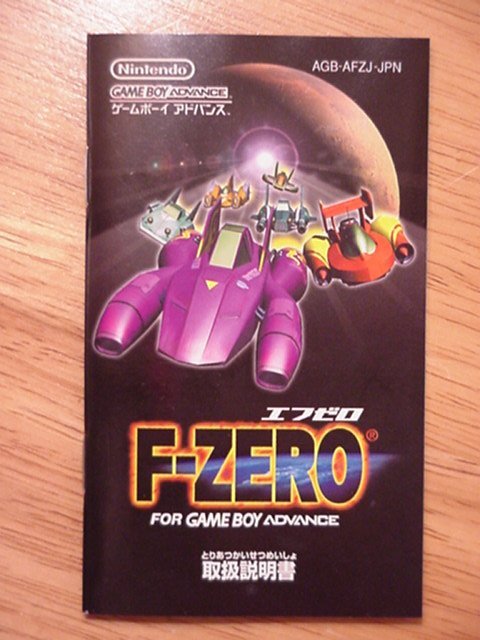 Nintendo
AGB-AFZJ-JPN
GAME BOY ADVANCE
ゲームボーイ アドバンス™
エフゼロ
F-ZERO®
FOR GAME BOY ADVANCE
とりあつかいせつめいしょ
取扱説明書